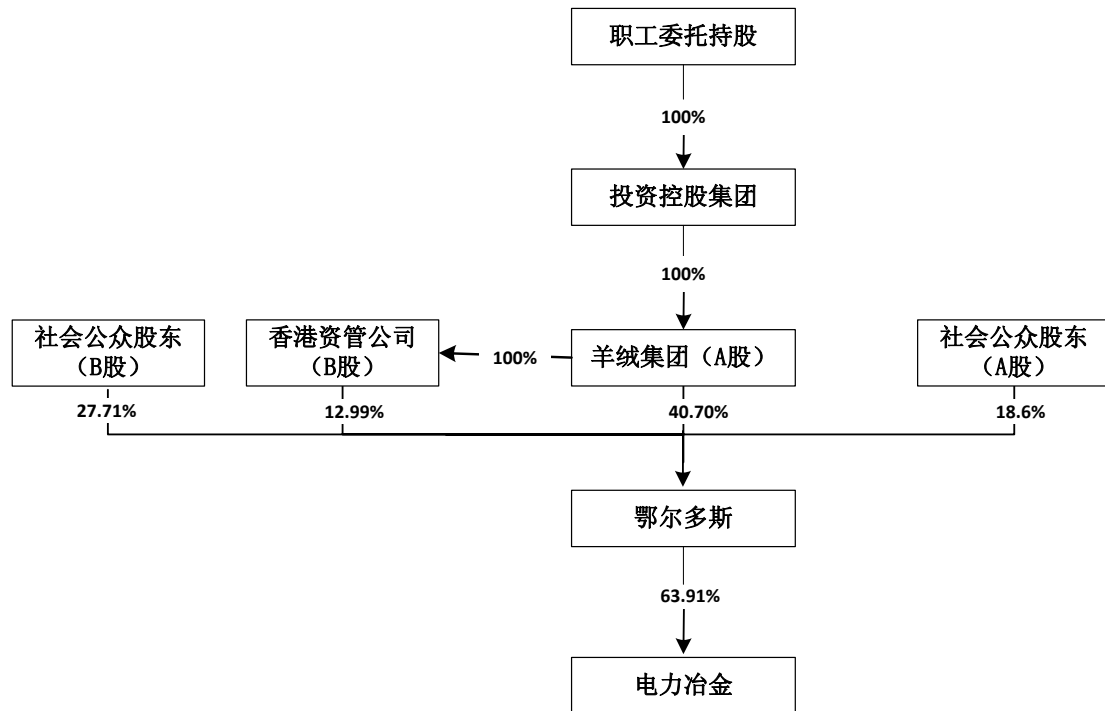 职工委托持股
100%
投资控股集团
100%
社会公众股东
（B股）
香港资管公司
（B股）
100%
羊绒集团（A股）
社会公众股东
（A股）
27.71%
12.99%
40.70%
18.6%
鄂尔多斯
63.91%
电力冶金